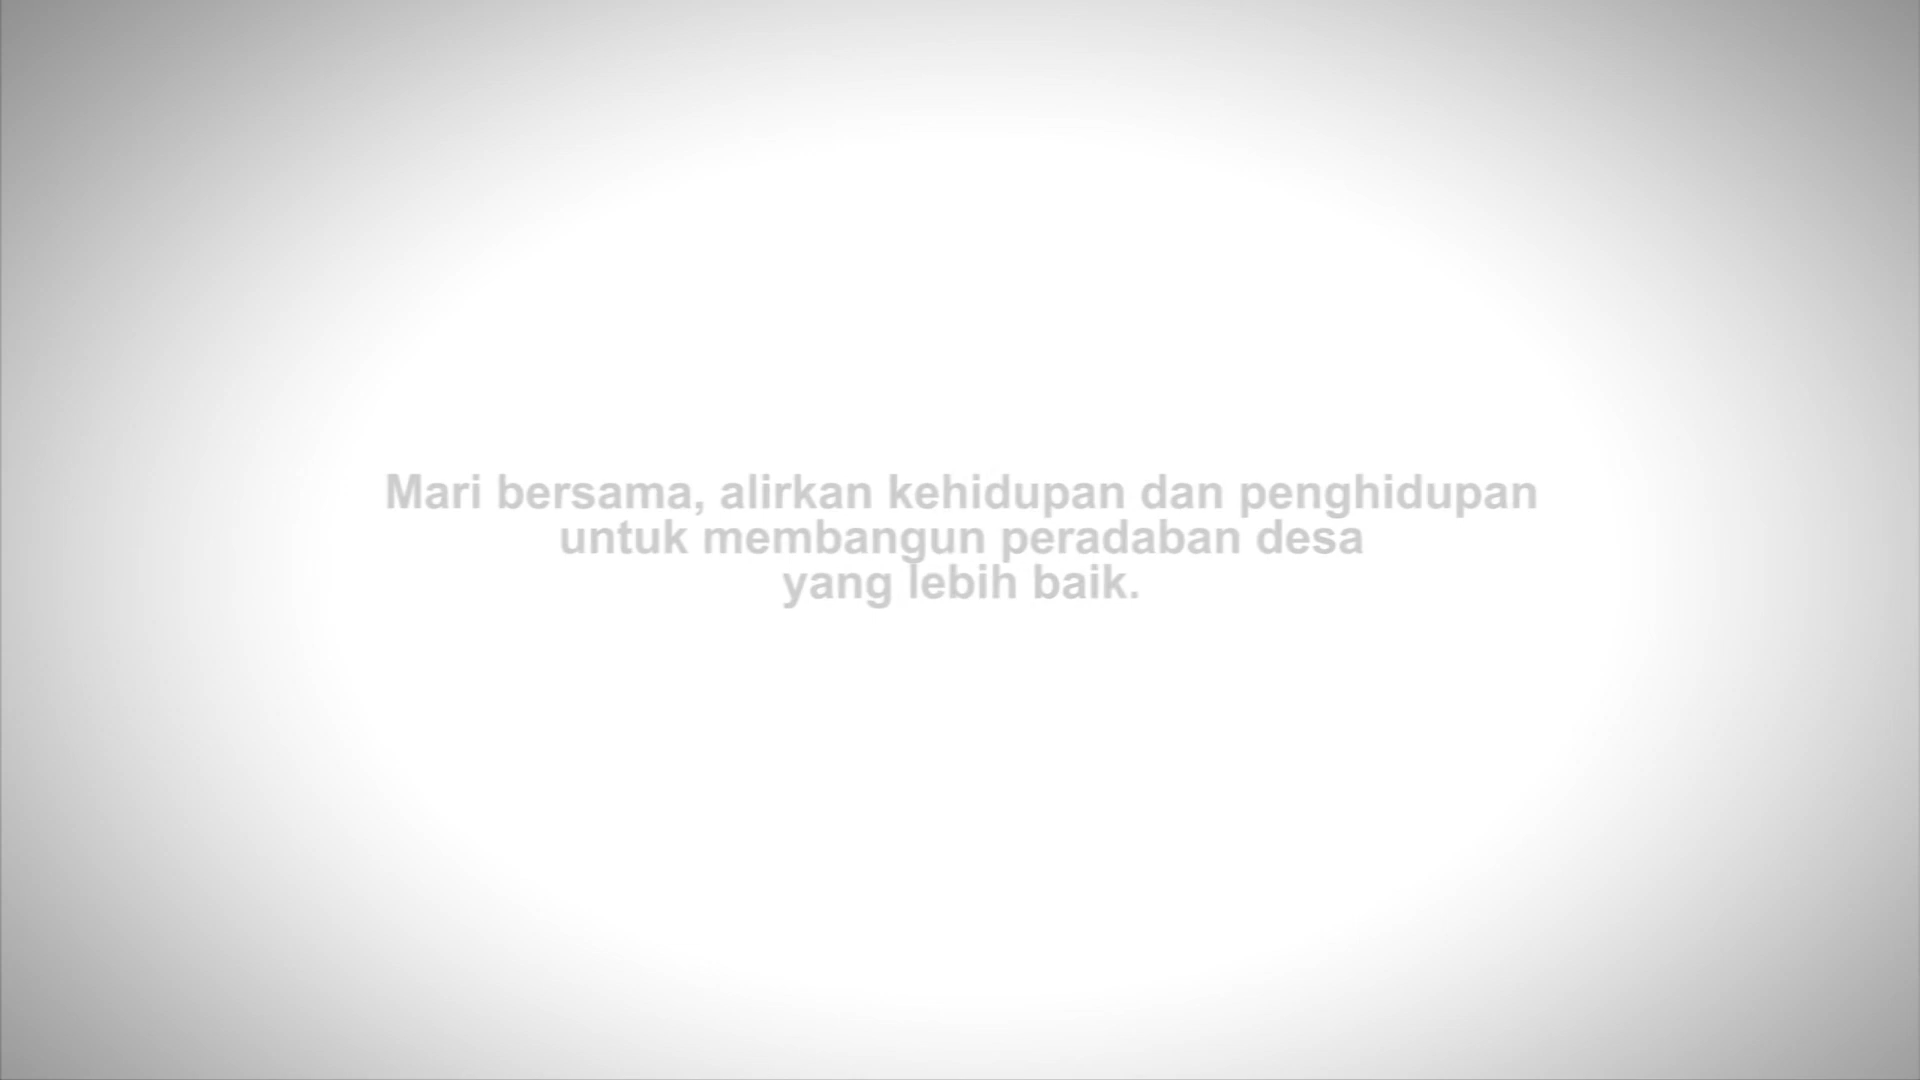 Mari bersama, alirkan kehidupan dan penghidupan
untuk membangun peradaban desa
yang lebih baik.